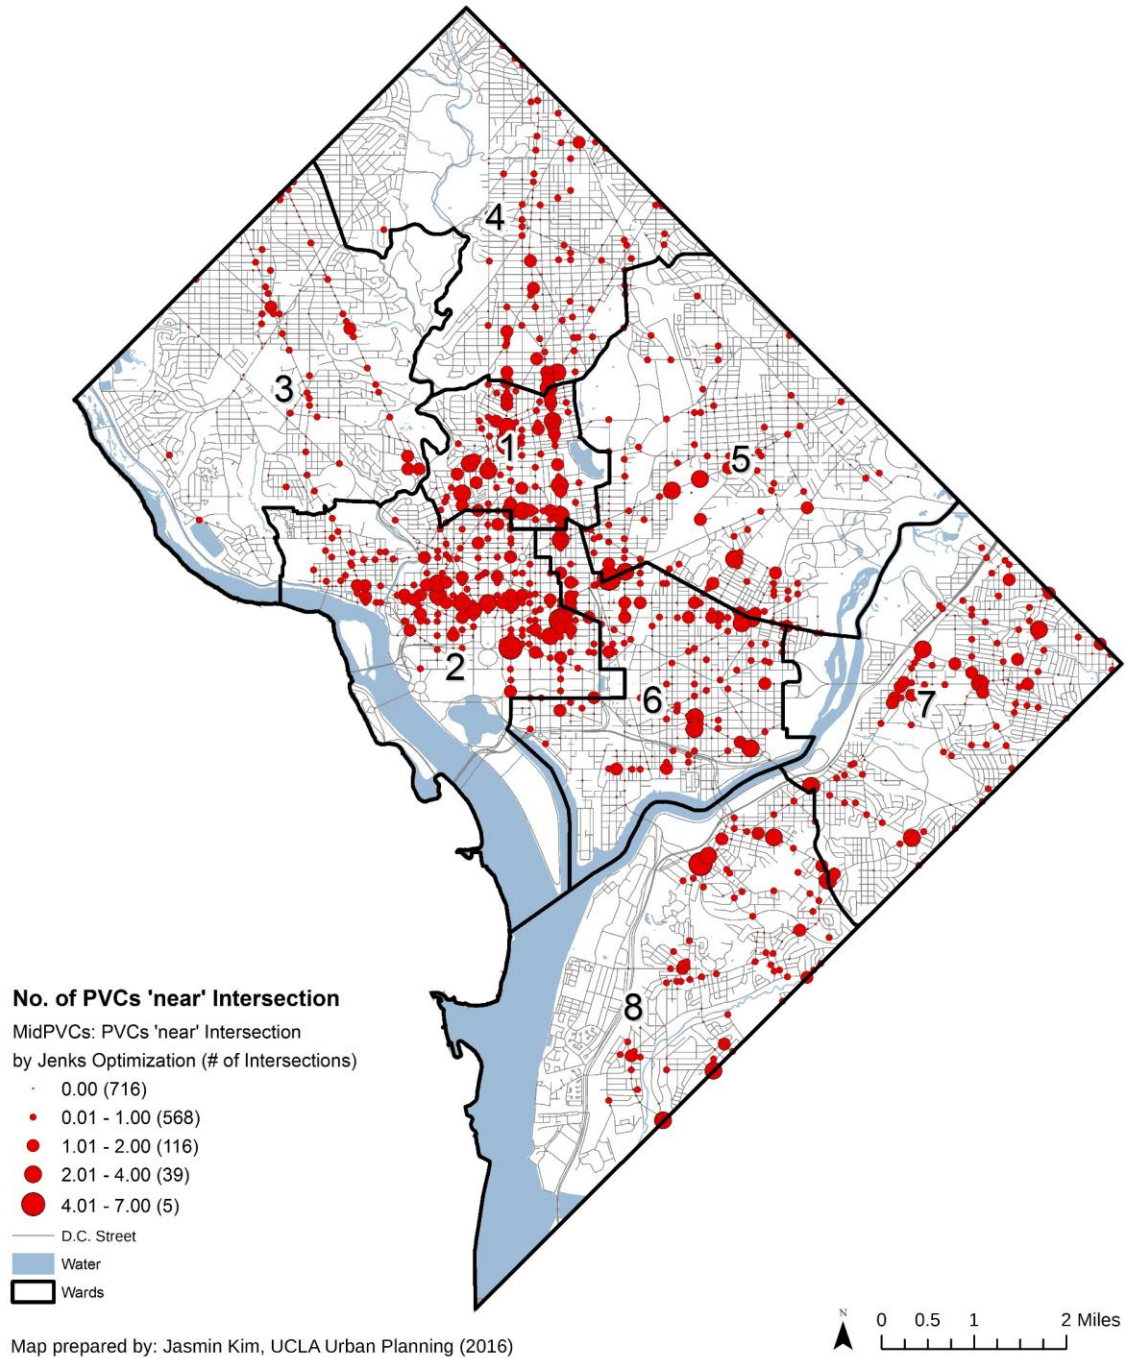 4
3
1
5
2
6
7
8
No. of PVCs 'near' Intersection
MidPVCs: PVCs 'near' Intersection
by Jenks Optimization (# of Intersections)
0.00 (716)
0.01 - 1.00 (568)
1.01 - 2.00 (116)
2.01 - 4.00 (39)
4.01 - 7.00 (5)
D.C. Street
Water
Wards
N
0 0.5 1 2 Miles
Map prepared by: Jasmin Kim, UCLA Urban Planning (2016)